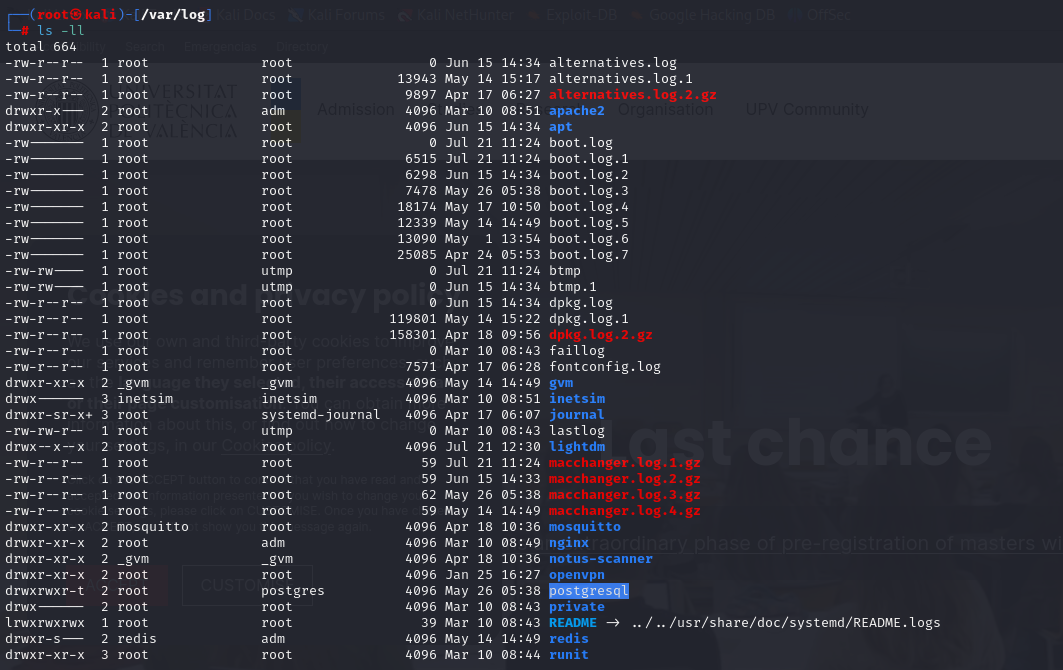 ┌──(root㉿kali)-[/var/log]
└─# ls -ll
total 664
-rw-r--r-- 1 root root 0 Jun 15 14:34 alternatives.log
-rw-r--r-- 1 root root 13943 May 14 15:17 alternatives.log.1
-rw-r--r-- 1 root root 9897 Apr 17 06:27 alternatives.log.2.gz
drwxr-x--- 2 root adm 4096 Mar 10 08:51 apache2
drwxr-xr-x 2 root root 4096 Jun 15 14:34 apt
-rw------- 1 root root 0 Jul 21 11:24 boot.log
-rw------- 1 root root 6515 Jul 21 11:24 boot.log.1
-rw------- 1 root root 6298 Jun 15 14:34 boot.log.2
-rw------- 1 root root 7478 May 26 05:38 boot.log.3
-rw------- 1 root root 18174 May 17 10:50 boot.log.4
-rw------- 1 root root 12339 May 14 14:49 boot.log.5
-rw------- 1 root root 13090 May 1 13:54 boot.log.6
-rw------- 1 root root 25085 Apr 24 05:53 boot.log.7
-rw-rw---- 1 root utmp 0 Jul 21 11:24 btmp
-rw-rw---- 1 root utmp 0 Jun 15 14:34 btmp.1
-rw-r--r-- 1 root root 0 Jun 15 14:34 dpkg.log
-rw-r--r-- 1 root root 119801 May 14 15:22 dpkg.log.1
-rw-r--r-- 1 root root 158301 Apr 18 09:56 dpkg.log.2.gz
-rw-r--r-- 1 root root 0 Mar 10 08:43 faillog
-rw-r--r-- 1 root root 7571 Apr 17 06:28 fontconfig.log
drwxr-xr-x 2 _gvm _gvm 4096 May 14 14:49 gvm
drwx------ 3 inetsim inetsim 4096 Mar 10 08:51 inetsim
drwxr-sr-x+ 3 root systemd-journal 4096 Apr 17 06:07 journal
-rw-rw-r-- 1 root utmp 0 Mar 10 08:43 lastlog
drwx--x--x 2 root root 4096 Jul 21 12:30 lightdm
-rw-r--r-- 1 root root 59 Jul 21 11:24 macchanger.log.1.gz
-rw-r--r-- 1 root root 59 Jun 15 14:33 macchanger.log.2.gz
-rw-r--r-- 1 root root 62 May 26 05:38 macchanger.log.3.gz
-rw-r--r-- 1 root root 59 May 14 14:49 macchanger.log.4.gz
drwxr-xr-x 2 mosquitto root 4096 Apr 18 10:36 mosquitto
drwxr-xr-x 2 root adm 4096 Mar 10 08:49 nginx
drwxr-xr-x 2 _gvm _gvm 4096 Apr 18 10:36 notus-scanner
drwxr-xr-x 2 root root 4096 Jan 25 16:27 openvpn
drwxrwxr-t 2 root postgres 4096 May 26 05:38 postgresql
drwx------ 2 root root 4096 Mar 10 08:43 private
lrwxrwxrwx 1 root root 39 Mar 10 08:43 README -> ../../usr/share/doc/systemd/README.logs
drwxr-s--- 2 redis adm 4096 May 14 14:49 redis
drwxr-xr-x 3 root root 4096 Mar 10 08:44 runit
Kali Docs Kali Forums Kali NetHunter Exploit-DB Google Hacking DB OffSec
Search Emergencies Directory
Admission Organisation UPV Community
Last chance